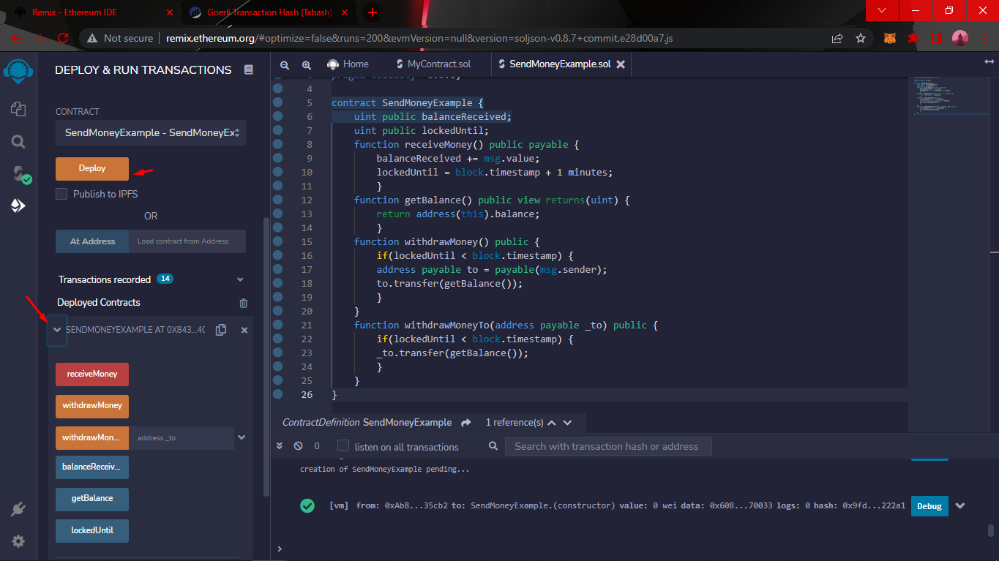 Remix - Ethereum IDE
Goerli Transaction Hash (Txhash)
Not secure
remix.ethereum.org/#optimize=false&runs=200&evmVersion=null&version=soljson-v0.8.7+commit.e28d00a7.js
DEPLOY & RUN TRANSACTIONS
CONTRACT
SendMoneyExample - SendMoneyEx
Deploy
Publish to IPFS
OR
At Address
Load contract from Address
Transactions recorded 14
Deployed Contracts
SENDMONEYEXAMPLE AT 0X843...4C
receiveMoney
withdrawMoney
withdrawMon... address _to
balanceReceiv...
getBalance
lockedUntil
Home
MyContract.sol
SendMoneyExample.sol
4
5 contract SendMoneyExample {
6 uint public balanceReceived;
7 uint public lockedUntil;
8 function receiveMoney() public payable {
9 balanceReceived += msg.value;
10 lockedUntil = block.timestamp + 1 minutes;
11 }
12 function getBalance() public view returns(uint) {
13 return address(this).balance;
14 }
15 function withdrawMoney() public {
16 if(lockedUntil < block.timestamp) {
17 address payable to = payable(msg.sender);
18 to.transfer(getBalance());
19 }
20 }
21 function withdrawMoneyTo(address payable _to) public {
22 if(lockedUntil < block.timestamp) {
23 _to.transfer(getBalance());
24 }
25 }
26 }
ContractDefinition SendMoneyExample 1 reference(s)
0 listen on all transactions
Search with transaction hash or address
creation of SendMoneyExample pending...
[vm] from: 0xAb8...35cb2 to: SendMoneyExample.(constructor) value: 0 wei data: 0x608...70033 logs: 0 hash: 0x9fd...222a1
Debug
>